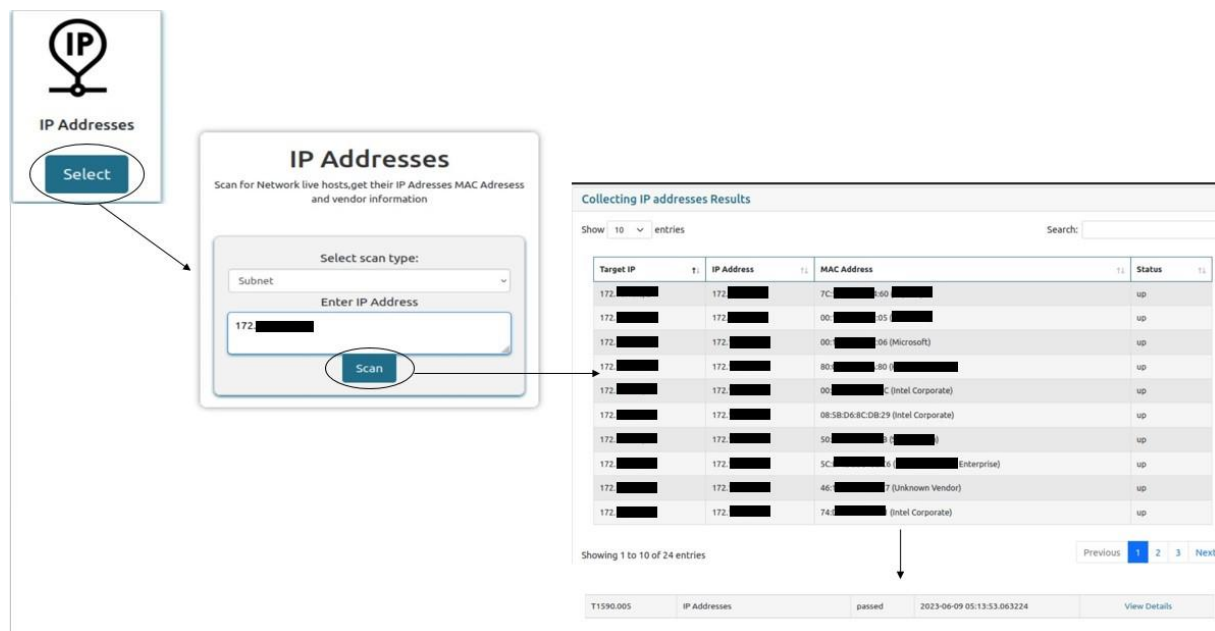 IP
IP Addresses
Select
IP Addresses
Scan for Network live hosts,get their IP Adresses MAC Adresess
and vendor information
Select scan type:
Subnet
Enter IP Address
172.
Scan
Collecting IP addresses Results
Show 10 entries Search:
Target IP IP Address MAC Address Status
172. 172. 7C: :60 up
172. 172. 00: :05 ( up
172. 172. 00: :06 (Microsoft) up
172. 172. 80: :80 ( up
172. 172. 00: C (Intel Corporate) up
172. 172. 08:5B:D6:8C:DB:29 (Intel Corporate) up
172. 172. 50: up
172. 172. 5C: ( Enterprise) up
172. 172. 46: 7 (Unknown Vendor) up
172. 172. 74: (Intel Corporate) up
Showing 1 to 10 of 24 entries Previous 1 2 3 Next
T1590.005 IP Addresses passed 2023-06-09 05:13:53.063224 View Details